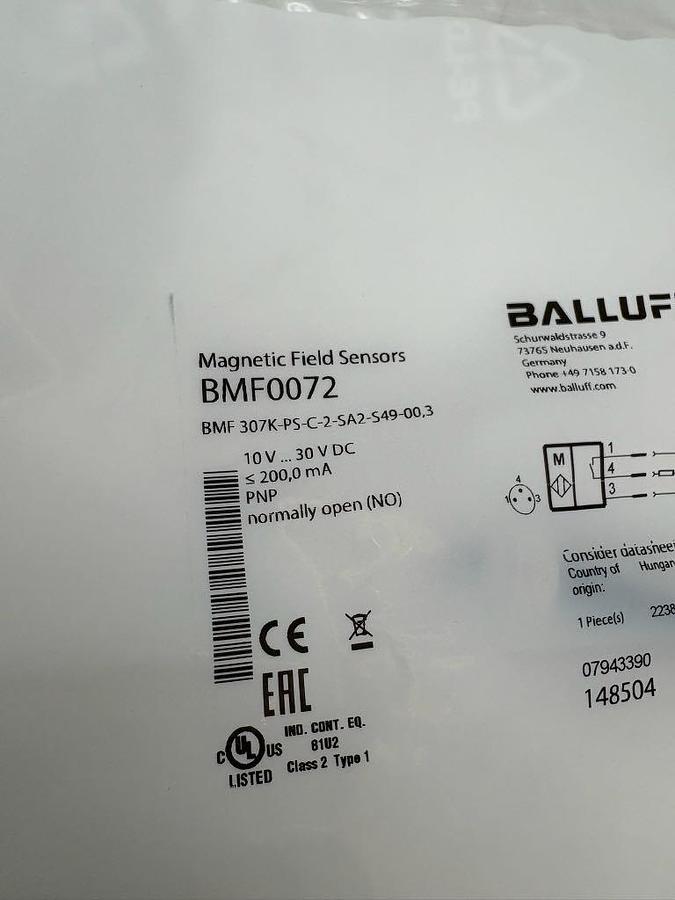 BALLUFF
Schurwaldstrasse 9
73765 Neuhausen a.d.F.
Germany
Phone +49 7158 173-0
www.balluff.com
Magnetic Field Sensors
BMF0072
BMF 307K-PS-C-2-SA2-S49-00,3
10 V ... 30 V DC
≤ 200,0 mA
PNP
normally open (NO)
M
1
4
3
4
1 3
Consider datasheet
Country of
origin:
1 Piece(s) 2238
07943390
148504
CE
EAC
C UL US
LISTED
IND. CONT. EQ.
81U2
Class 2 Type 1